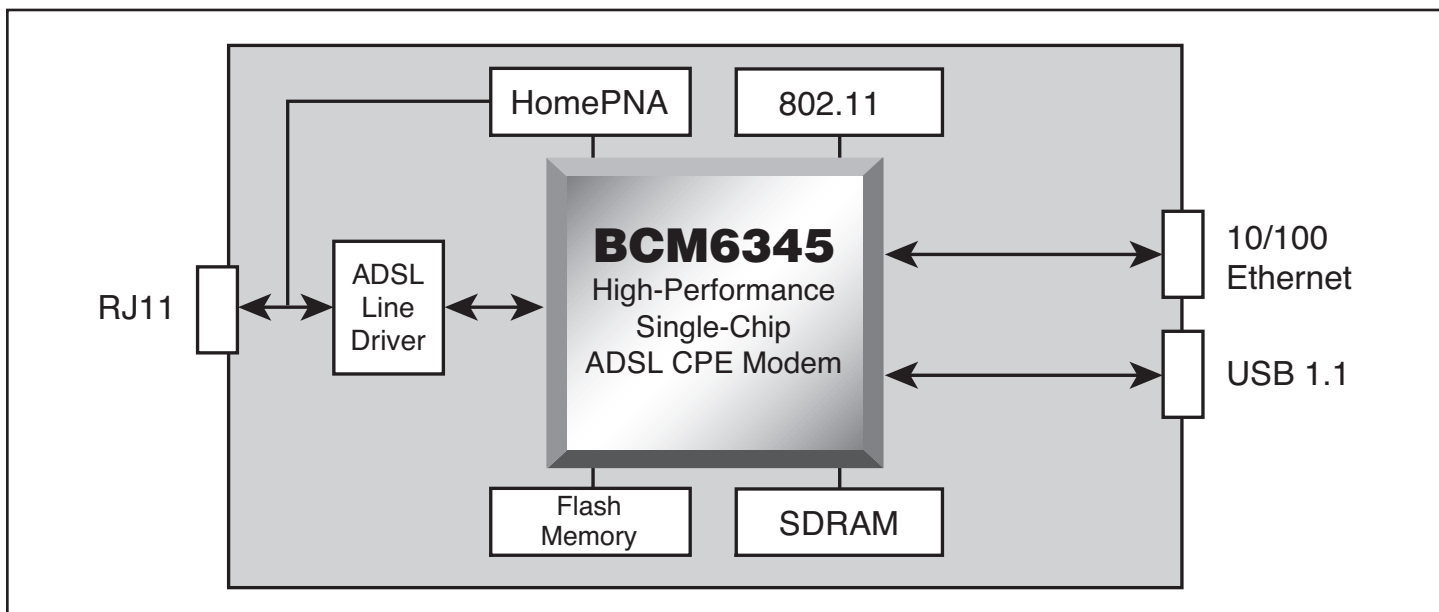 HomePNA
802.11
BCM6345
High-Performance
Single-Chip
ADSL CPE Modem
ADSL
Line
Driver
RJ11
10/100
Ethernet
USB 1.1
Flash
Memory
SDRAM